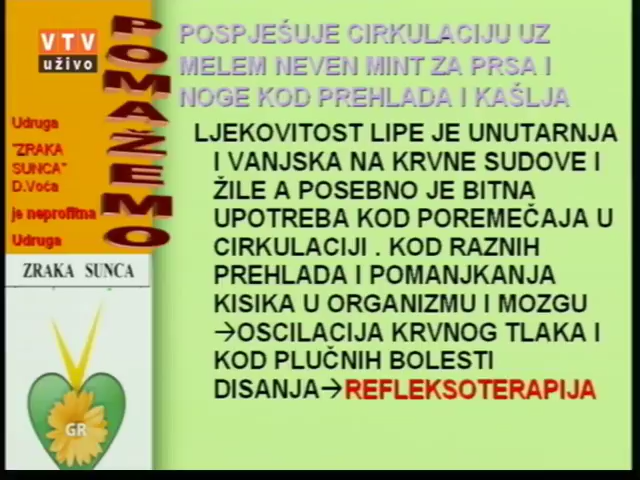 VTV
uživo
POMAŽEMO
Udruga
"ZRAKA
SUNCA"
D.Voća
je neprofitna
Udruga
ZRAKA SUNCA
GR
POSPJEŠUJE CIRKULACIJU UZ
MELEM NEVEN MINT ZA PRSA I
NOGE KOD PREHLADA I KAŠLJA
LJEKOVITOST LIPE JE UNUTARNJA
I VANJSKA NA KRVNE SUDOVE I
ŽILE A POSEBNO JE BITNA
UPOTREBA KOD POREMEČAJA U
CIRKULACIJI . KOD RAZNIH
PREHLADA I POMANJKANJA
KISIKA U ORGANIZMU I MOZGU
→OSCILACIJA KRVNOG TLAKA I
KOD PLUČNIH BOLESTI
DISANJA→REFLEKSOTERAPIJA